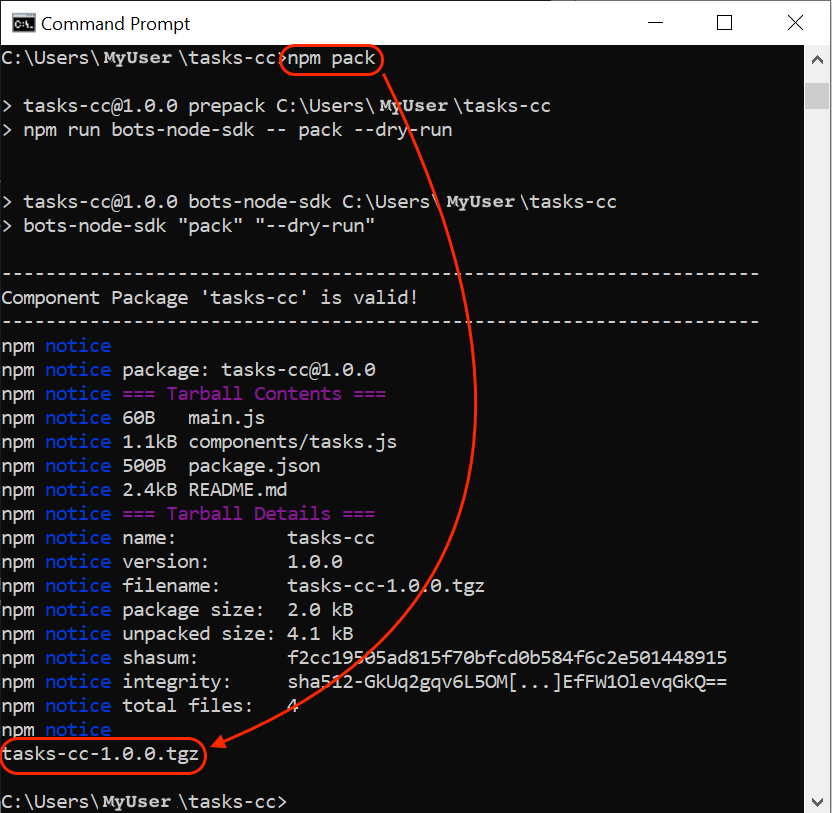 Command Prompt
C:\Users\MyUser\tasks-cc>npm pack
> tasks-cc@1.0.0 prepack C:\Users\MyUser\tasks-cc
> npm run bots-node-sdk -- pack --dry-run
> tasks-cc@1.0.0 bots-node-sdk C:\Users\MyUser\tasks-cc
> bots-node-sdk "pack" "--dry-run"
---------------------------------------------------------------------
Component Package 'tasks-cc' is valid!
---------------------------------------------------------------------
npm notice
npm notice package: tasks-cc@1.0.0
npm notice === Tarball Contents ===
npm notice 60B   main.js
npm notice 1.1kB components/tasks.js
npm notice 500B  package.json
npm notice 2.4kB README.md
npm notice === Tarball Details ===
npm notice name:          tasks-cc
npm notice version:       1.0.0
npm notice filename:      tasks-cc-1.0.0.tgz
npm notice package size:  2.0 kB
npm notice unpacked size: 4.1 kB
npm notice shasum:        f2cc19505ad815f70bfcd0b584f6c2e501448915
npm notice integrity:     sha512-GkUq2gqv6L5OM[...]EfFW1OlevqGkQ==
npm notice total files:   4
npm notice
tasks-cc-1.0.0.tgz
C:\Users\MyUser\tasks-cc>